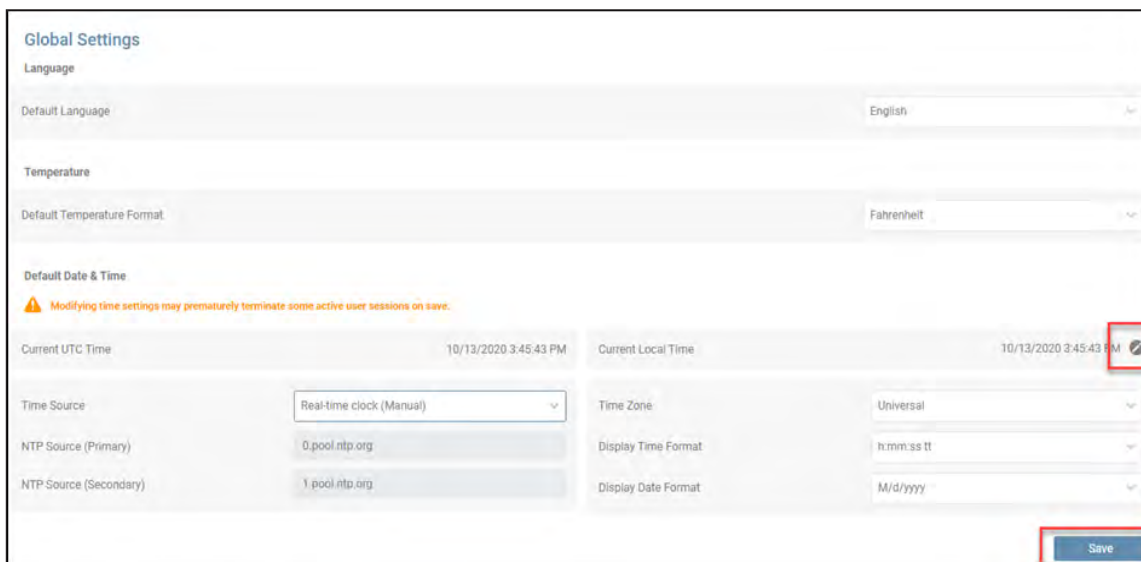 Global Settings
Language
Default Language English
Temperature
Default Temperature Format Fahrenheit
Default Date & Time
Modifying time settings may prematurely terminate some active user sessions on save.
Current UTC Time 10/13/2020 3:45:43 PM Current Local Time 10/13/2020 3:45:43 PM
Time Source Real-time clock (Manual) Time Zone Universal
NTP Source (Primary) 0.pool.ntp.org Display Time Format h:mm:ss tt
NTP Source (Secondary) 1.pool.ntp.org Display Date Format M/d/yyyy
Save